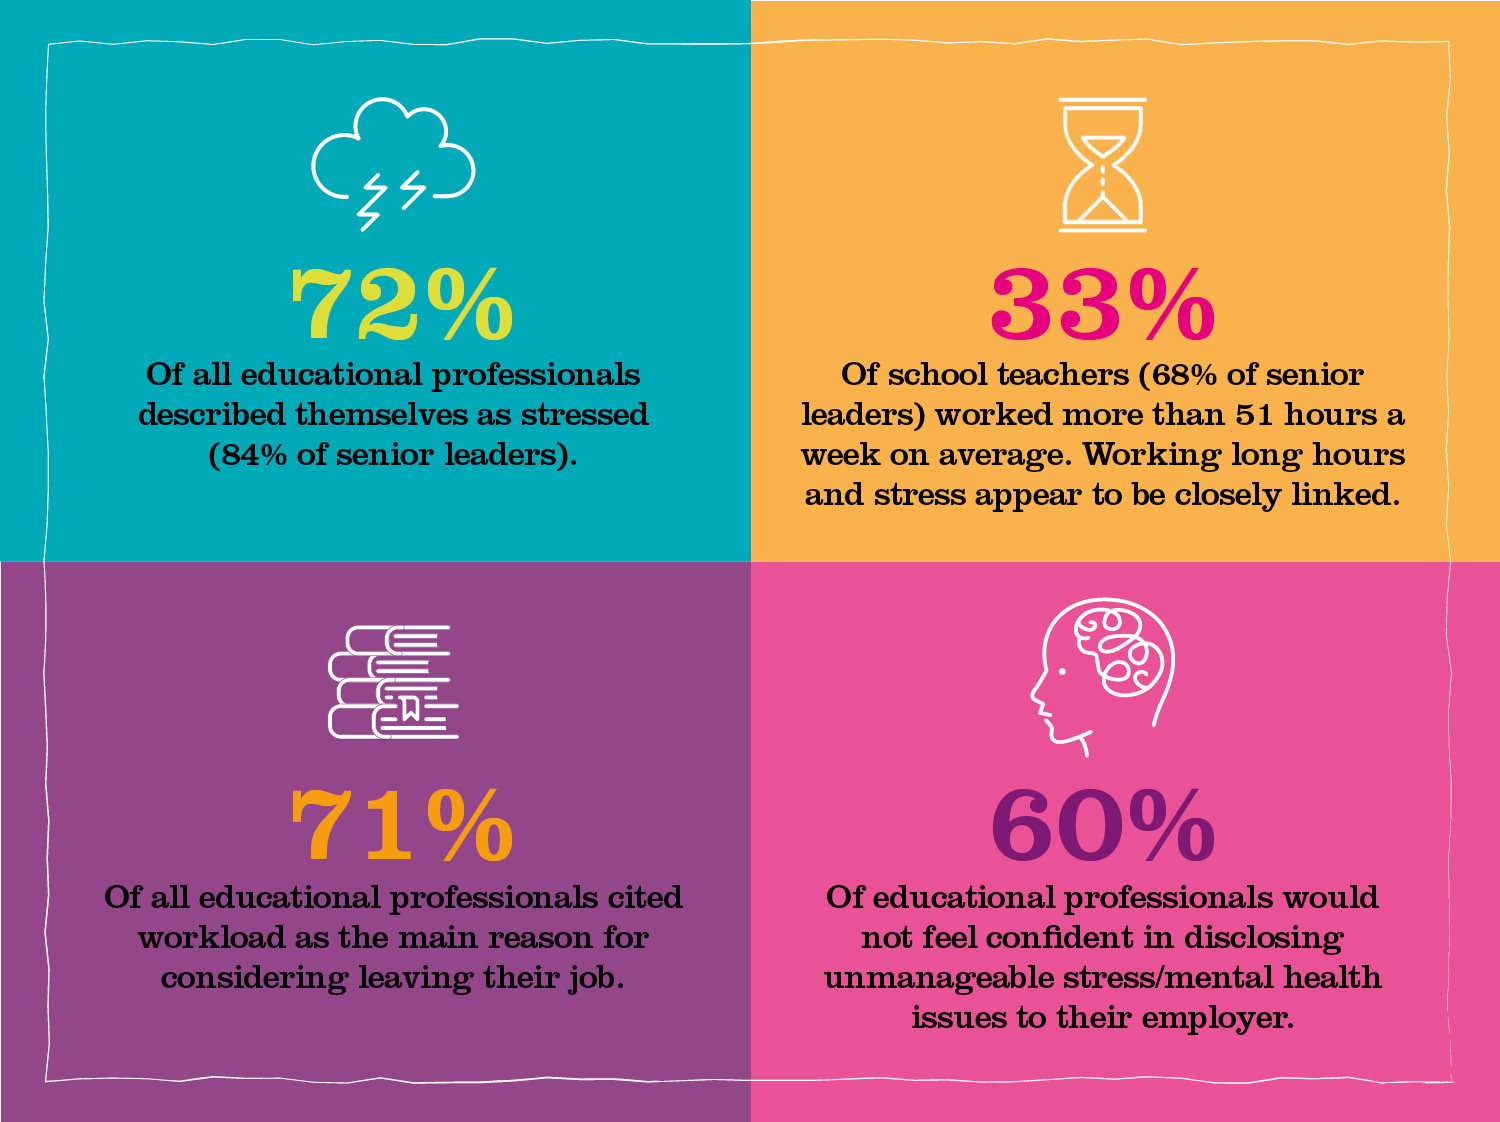 72%
Of all educational professionals
described themselves as stressed
(84% of senior leaders).
33%
Of school teachers (68% of senior
leaders) worked more than 51 hours a
week on average. Working long hours
and stress appear to be closely linked.
71%
Of all educational professionals cited
workload as the main reason for
considering leaving their job.
60%
Of educational professionals would
not feel confident in disclosing
unmanageable stress/mental health
issues to their employer.